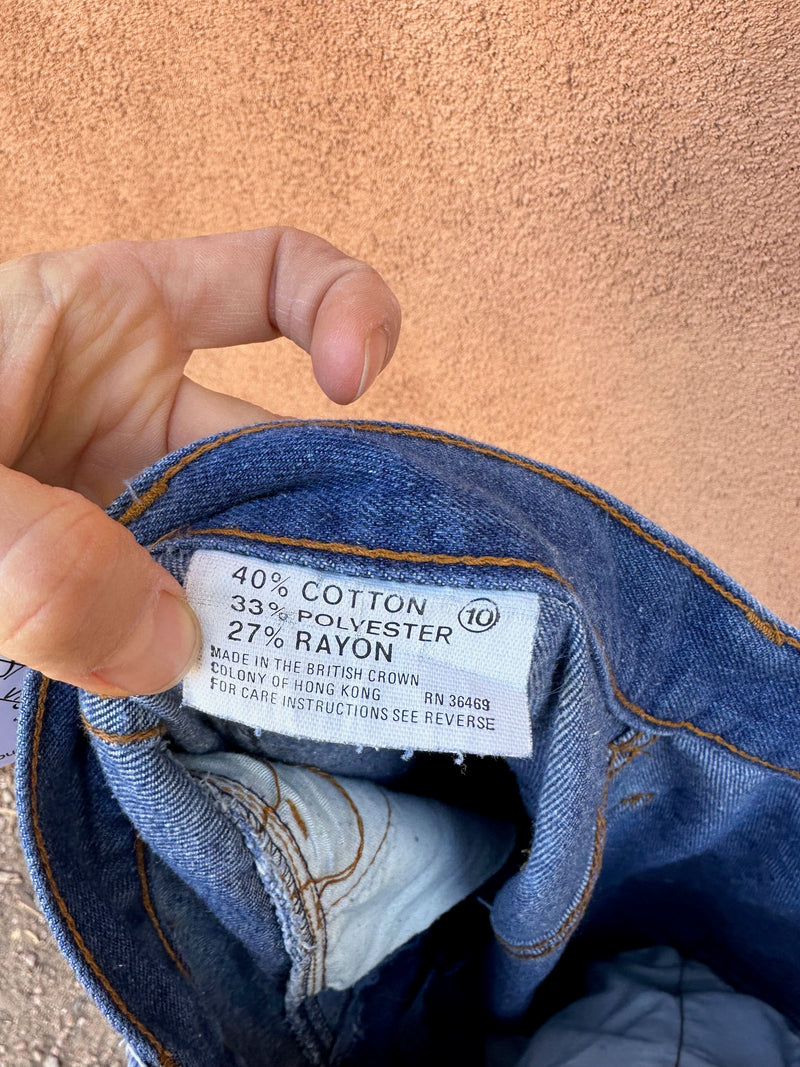 40% COTTON
33% POLYESTER
27% RAYON
10
MADE IN THE BRITISH CROWN
COLONY OF HONG KONG RN 36469
FOR CARE INSTRUCTIONS SEE REVERSE